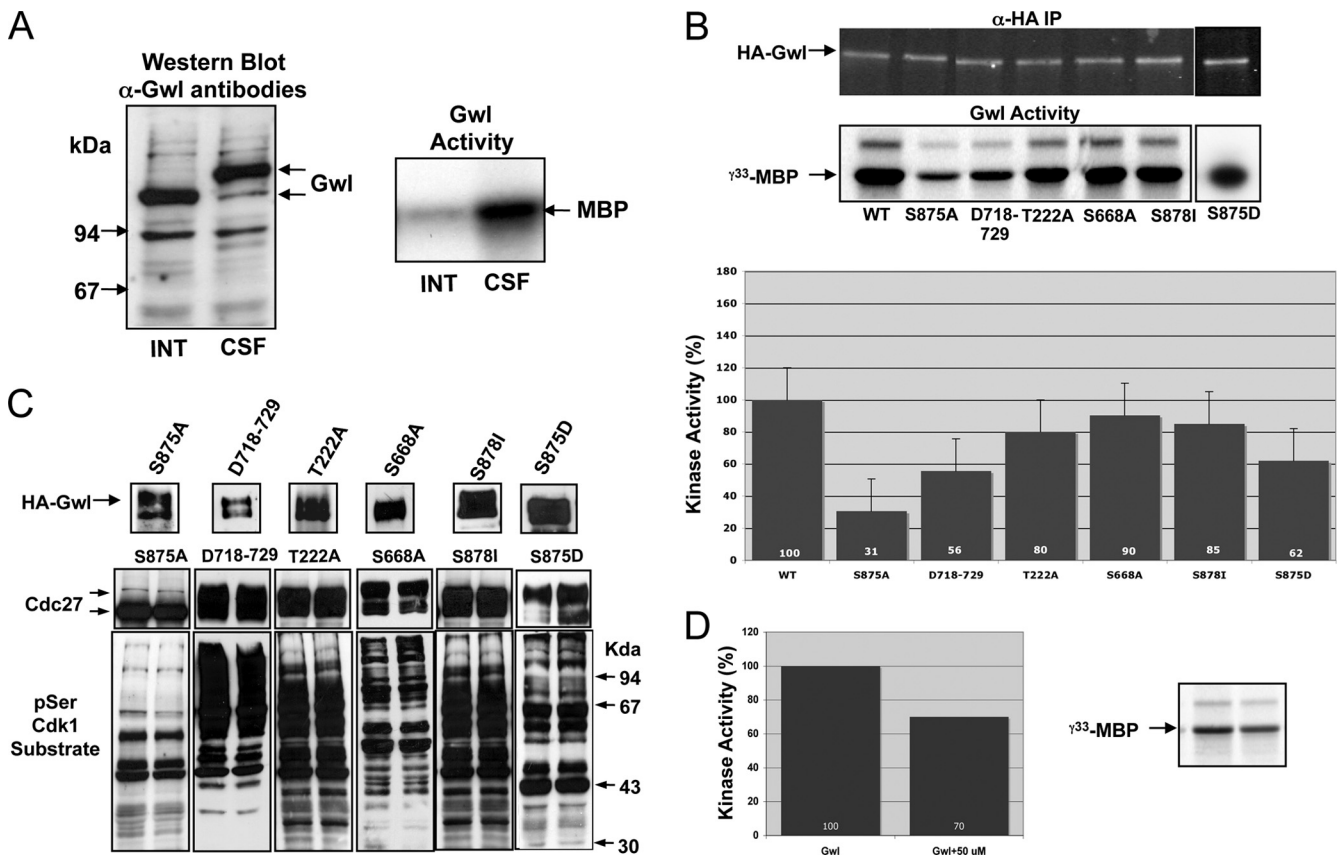 A
Western Blot
α-Gwl antibodies
kDa
94
67
Gwl
INT CSF
Gwl
Activity
MBP
INT CSF
B
α-HA IP
HA-Gwl
Gwl Activity
γ33-MBP
WT S875A D718-729 T222A S668A S878I S875D
Kinase Activity (%)
180
160
140
120
100
80
60
40
20
0
100 31 56 80 90 85 62
WT S875A D718-729 T222A S668A S878I S875D
C
S875A D718-729 T222A S668A S878I S875D
HA-Gwl
S875A D718-729 T222A S668A S878I S875D
Cdc27
pSer
Cdk1
Substrate
Kda
94
67
43
30
D
Kinase Activity (%)
120
100
80
60
40
20
0
100 70
Gwl Gwl+50 uM
γ33-MBP